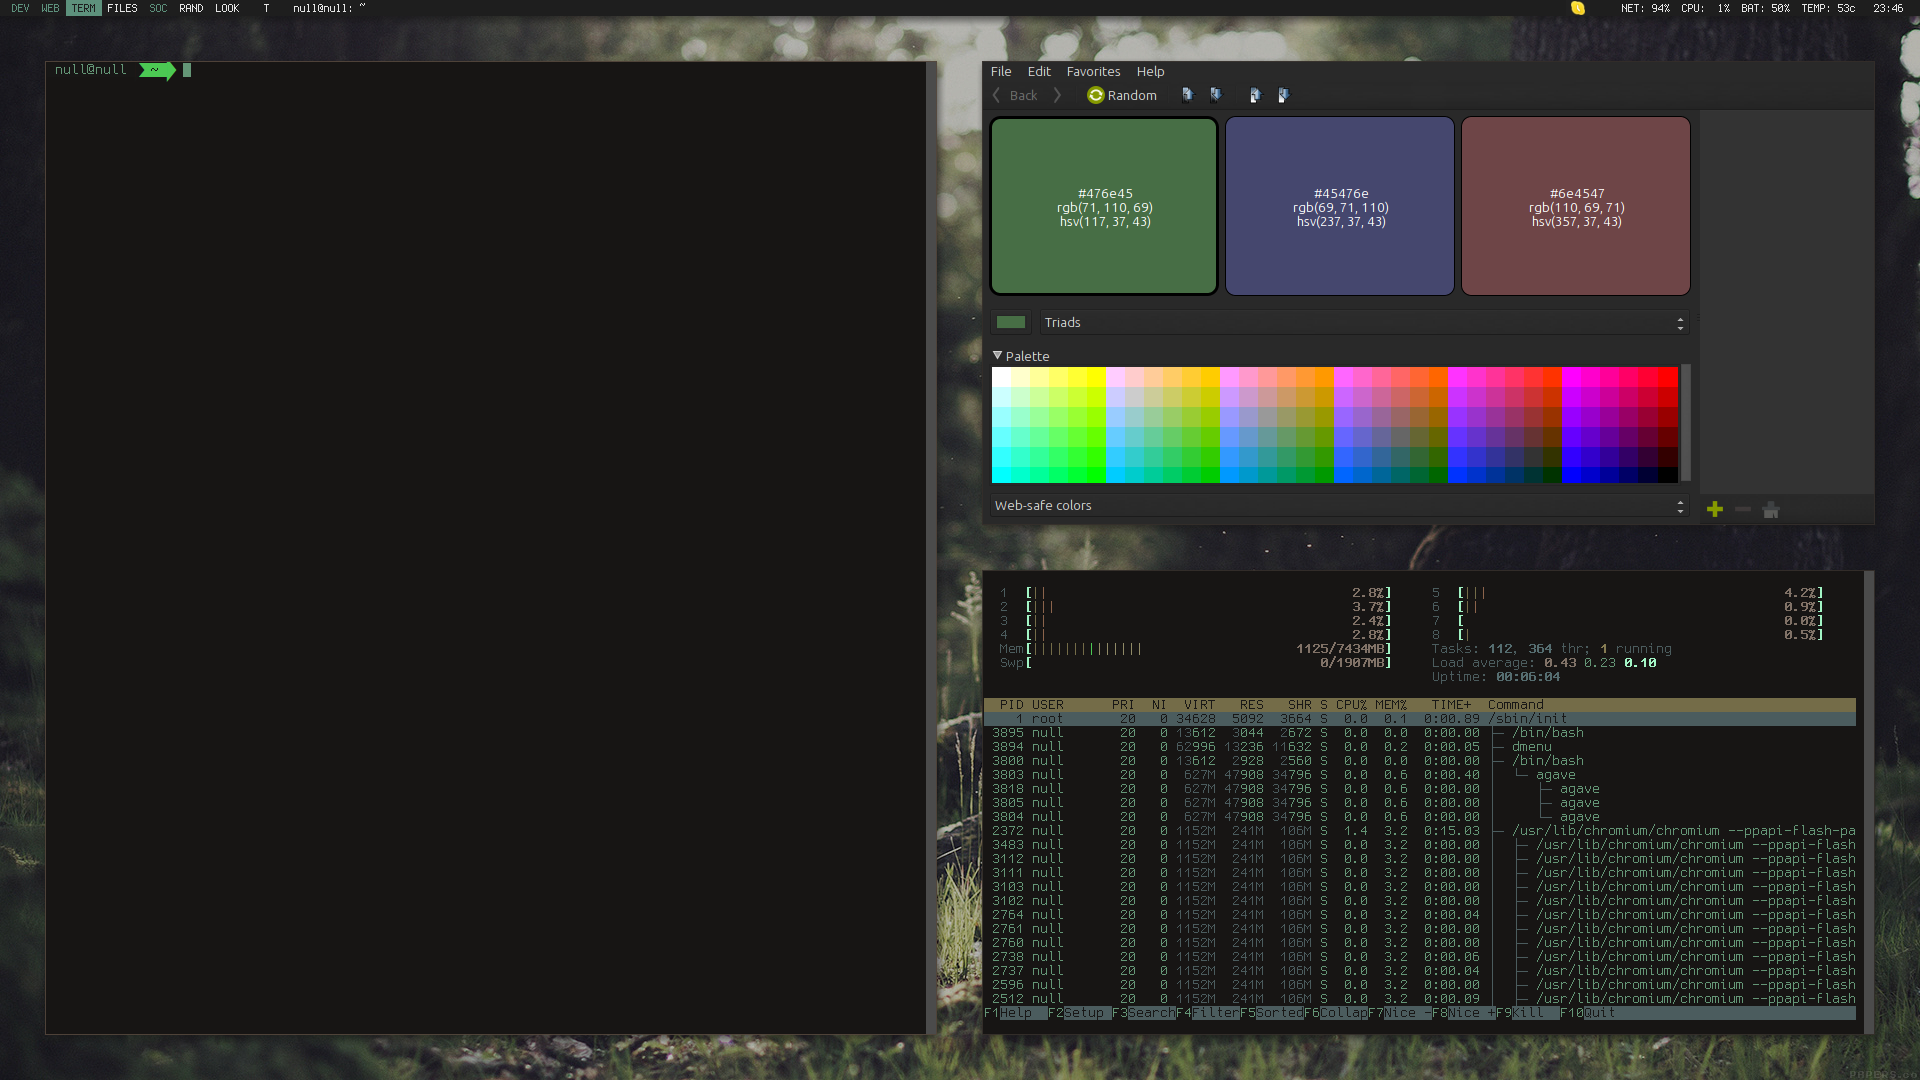 DEV WEB TERM FILES SOC RAND LOOK T null@null: ~ NET: 94% CPU: 1% BAT: 50% TEMP: 53c 23:46
null@null ~
File Edit Favorites Help
Back Random
#476e45
rgb(71, 110, 69)
hsv(117, 37, 43)
#45476e
rgb(69, 71, 110)
hsv(237, 37, 43)
#6e4547
rgb(110, 69, 71)
hsv(357, 37, 43)
Triads
Palette
Web-safe colors
1 [|| 2.8%] 5 [||| 4.2%]
2 [||| 3.7%] 6 [|| 0.9%]
3 [|| 2.4%] 7 [ 0.0%]
4 [|| 2.8%] 8 [| 0.5%]
Mem[|||||||||||||| 1125/7434MB] Tasks: 112, 364 thr; 1 running
Swp[ 0/1907MB] Load average: 0.43 0.23 0.10
Uptime: 00:06:04
PID USER PRI NI VIRT RES SHR S CPU% MEM% TIME+ Command
1 root 20 0 34628 5092 3664 S 0.0 0.1 0:00.89 /sbin/init
3895 null 20 0 13612 3044 2672 S 0.0 0.0 0:00.00 ├─ /bin/bash
3894 null 20 0 62996 13236 11632 S 0.0 0.2 0:00.05 ├─ dmenu
3800 null 20 0 13612 2928 2560 S 0.0 0.0 0:00.00 ├─ /bin/bash
3803 null 20 0 627M 47908 34796 S 0.0 0.6 0:00.40 │ └─ agave
3818 null 20 0 627M 47908 34796 S 0.0 0.6 0:00.00 │ ├─ agave
3805 null 20 0 627M 47908 34796 S 0.0 0.6 0:00.00 │ ├─ agave
3804 null 20 0 627M 47908 34796 S 0.0 0.6 0:00.00 │ └─ agave
2372 null 20 0 1152M 241M 106M S 1.4 3.2 0:15.03 ├─ /usr/lib/chromium/chromium --ppapi-flash-pa
3483 null 20 0 1152M 241M 106M S 0.0 3.2 0:00.00 │ ├─ /usr/lib/chromium/chromium --ppapi-flash
3112 null 20 0 1152M 241M 106M S 0.0 3.2 0:00.00 │ ├─ /usr/lib/chromium/chromium --ppapi-flash
3111 null 20 0 1152M 241M 106M S 0.0 3.2 0:00.00 │ ├─ /usr/lib/chromium/chromium --ppapi-flash
3103 null 20 0 1152M 241M 106M S 0.0 3.2 0:00.00 │ ├─ /usr/lib/chromium/chromium --ppapi-flash
3102 null 20 0 1152M 241M 106M S 0.0 3.2 0:00.00 │ ├─ /usr/lib/chromium/chromium --ppapi-flash
2764 null 20 0 1152M 241M 106M S 0.0 3.2 0:00.04 │ ├─ /usr/lib/chromium/chromium --ppapi-flash
2761 null 20 0 1152M 241M 106M S 0.0 3.2 0:00.00 │ ├─ /usr/lib/chromium/chromium --ppapi-flash
2760 null 20 0 1152M 241M 106M S 0.0 3.2 0:00.00 │ ├─ /usr/lib/chromium/chromium --ppapi-flash
2738 null 20 0 1152M 241M 106M S 0.0 3.2 0:00.06 │ ├─ /usr/lib/chromium/chromium --ppapi-flash
2737 null 20 0 1152M 241M 106M S 0.0 3.2 0:00.04 │ ├─ /usr/lib/chromium/chromium --ppapi-flash
2596 null 20 0 1152M 241M 106M S 0.0 3.2 0:00.00 │ ├─ /usr/lib/chromium/chromium --ppapi-flash
2512 null 20 0 1152M 241M 106M S 0.0 3.2 0:00.09 │ ├─ /usr/lib/chromium/chromium --ppapi-flash
F1Help F2Setup F3SearchF4FilterF5SortedF6CollapF7Nice -F8Nice +F9Kill F10Quit